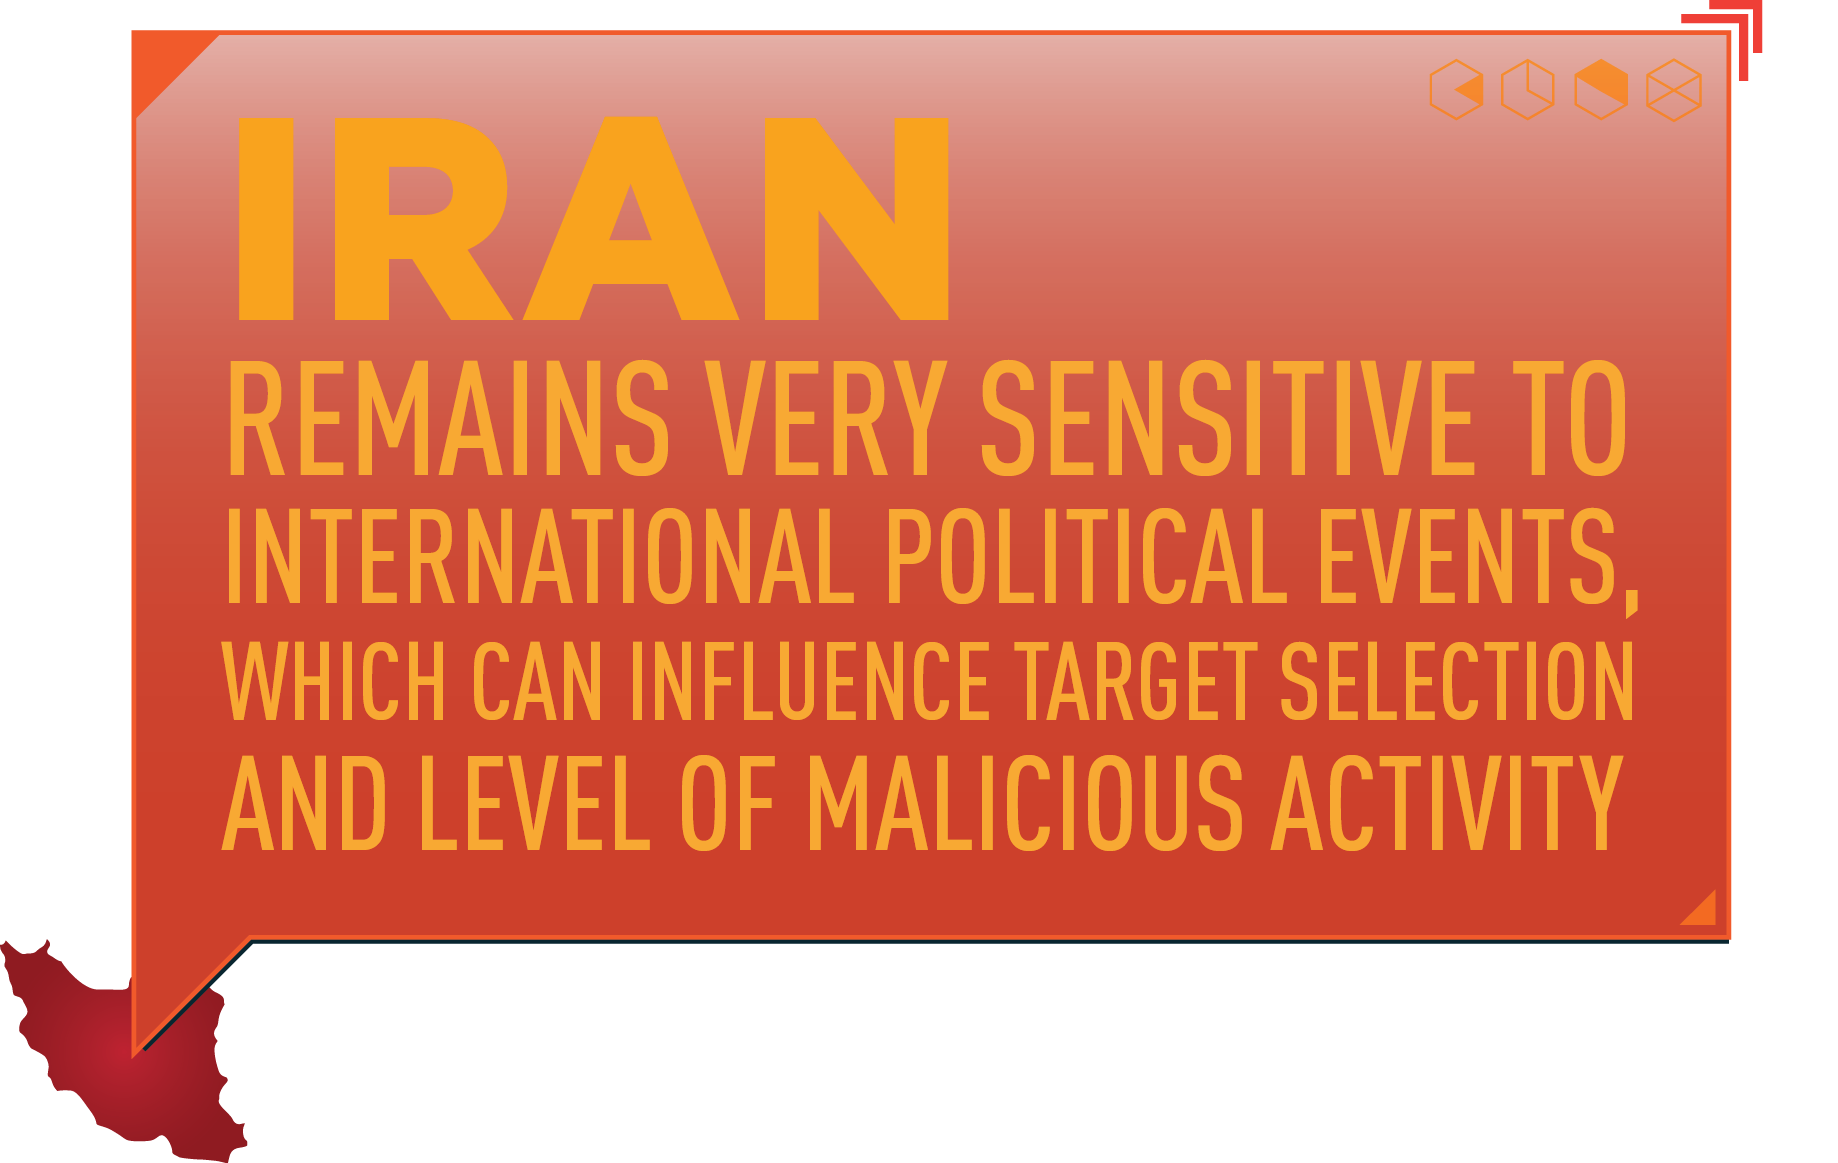 IRAN
REMAINS VERY SENSITIVE TO
INTERNATIONAL POLITICAL EVENTS,
WHICH CAN INFLUENCE TARGET SELECTION
AND LEVEL OF MALICIOUS ACTIVITY